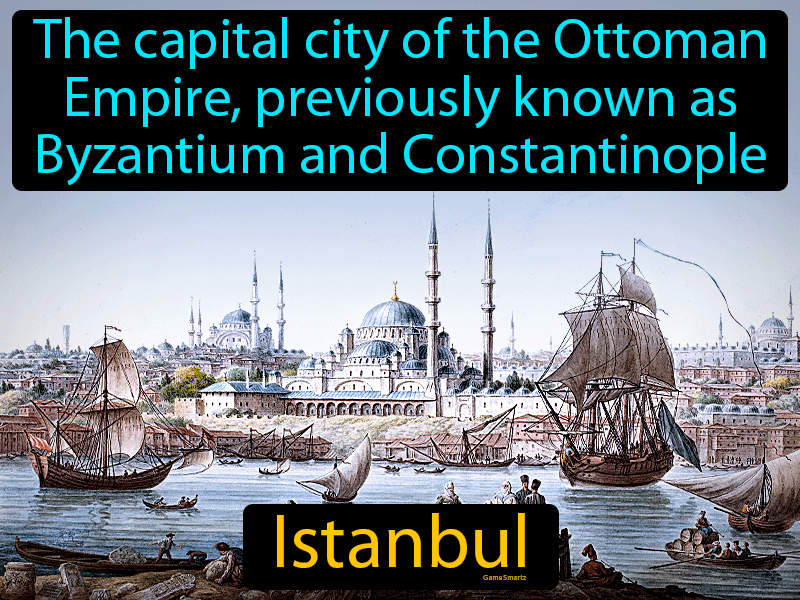 The capital city of the Ottoman
Empire, previously known as
Byzantium and Constantinople
Istanbul
GameSmartz